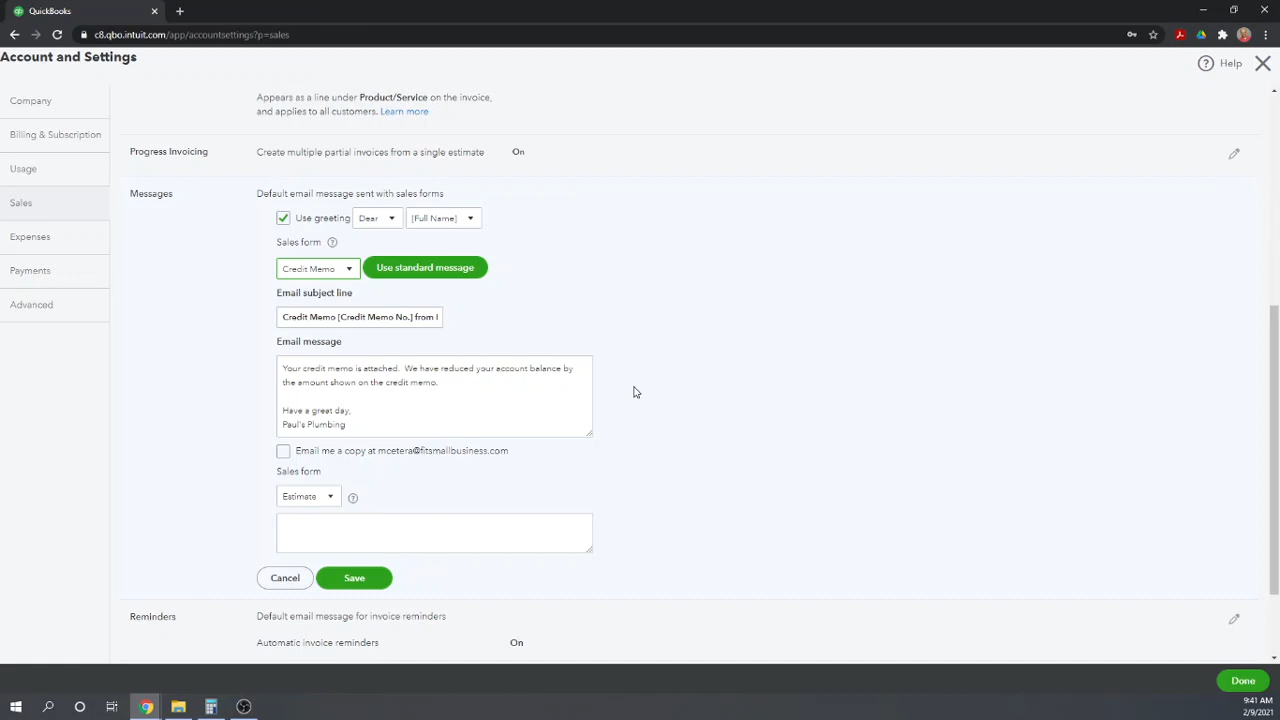 QuickBooks
c8.qbo.intuit.com/app/accountsettings?p=sales
Account and Settings
Help
Company
Billing & Subscription
Usage
Sales
Expenses
Payments
Advanced
Appears as a line under Product/Service on the invoice,
and applies to all customers. Learn more
Progress Invoicing
Create multiple partial invoices from a single estimate
On
Messages
Default email message sent with sales forms
Use greeting
Dear
[Full Name]
Sales form
Credit Memo
Use standard message
Email subject line
Credit Memo [Credit Memo No.] from
Email message
Your credit memo is attached. We have reduced your account balance by
the amount shown on the credit memo.
Have a great day,
Paul's Plumbing
Email me a copy at mcetera@fitsmallbusiness.com
Sales form
Estimate
Cancel
Save
Reminders
Default email message for invoice reminders
Automatic invoice reminders
On
Done
9:41 AM
2/9/2021